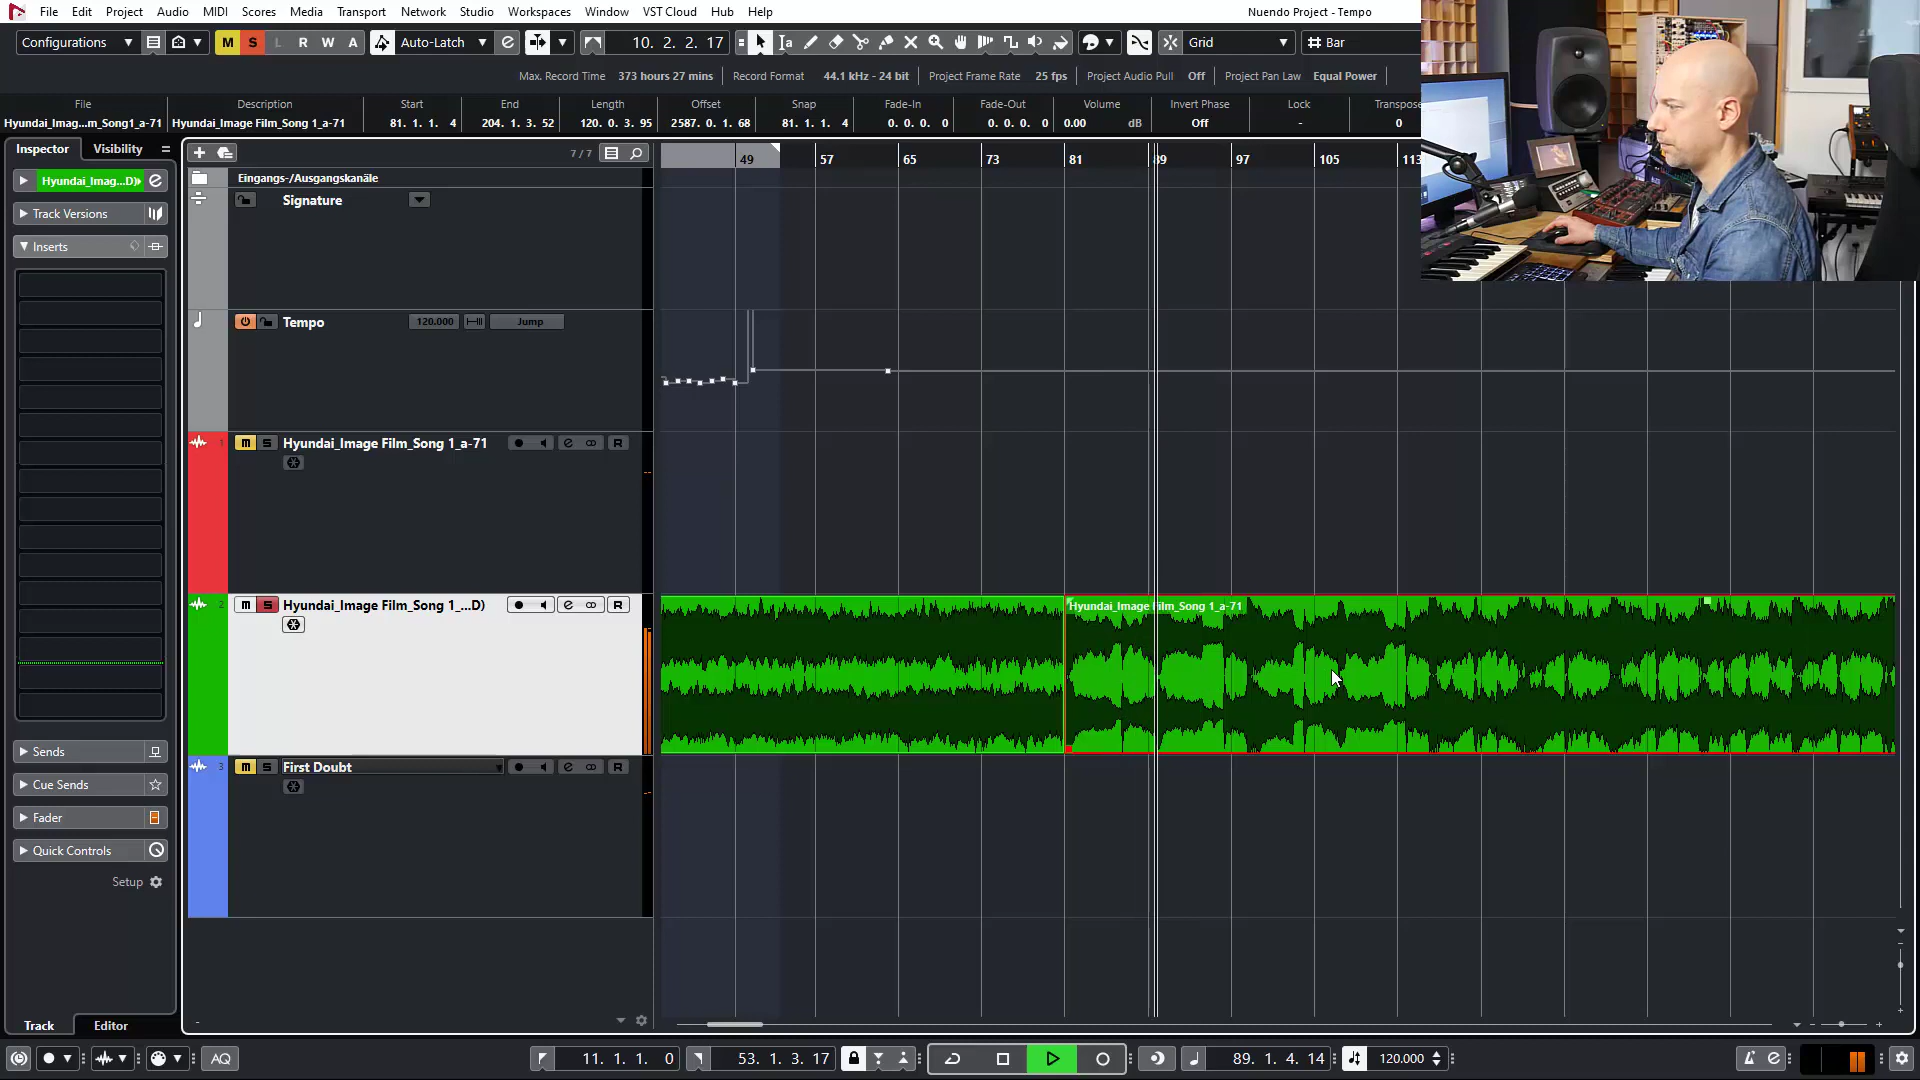 File Edit Project Audio MIDI Scores Media Transport Network Studio Workspaces Window VST Cloud Hub Help
Nuendo Project - Tempo
Configurations M S L R W A Auto-Latch 10. 2. 2. 17 Grid Bar
Max. Record Time 373 hours 27 mins Record Format 44.1 kHz - 24 bit Project Frame Rate 25 fps Project Audio Pull Off Project Pan Law Equal Power
File Description Start End Length Offset Snap Fade-In Fade-Out Volume Invert Phase Lock Transpose
Hyundai_Imag...m Song1_a-71 Hyundai_Image Film_Song 1_a-71 81. 1. 1. 4 204. 1. 3. 52 120. 0. 3. 95 2587. 0. 1. 68 81. 1. 1. 4 0. 0. 0. 0 0. 0. 0. 0 0.00 dB Off - 0
Inspector Visibility
7 / 7
49 57 65 73 81 89 97 105 113
Hyundai_Imag...D)
Eingangs-/Ausgangskanäle
Signature
Track Versions
Inserts
Tempo 120.000 Jump
1 m S Hyundai_Image Film_Song 1_a-71 e R
2 m S Hyundai_Image Film_Song 1_...D) e R
Hyundai_Image Film_Song 1_a-71
Sends
3 m S First Doubt e R
Cue Sends
Fader
Quick Controls
Setup
Track Editor
AQ 11. 1. 1. 0 53. 1. 3. 17 89. 1. 4. 14 120.000